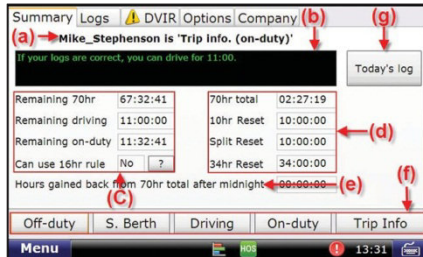 Summary Logs DVIR Options Company
(b)
(g)
(a) Mike_Stephenson is 'Trip info. (on-duty)'
If your logs are correct, you can drive for 11:00.
Today's log
Remaining 70hr 67:32:41 70hr total 02:27:19
Remaining driving 11:00:00 10hr Reset 10:00:00
(d)
Remaining on-duty 11:32:41 Split Reset 10:00:00
Can use 16hr rule No ? 34hr Reset 34:00:00
Hours gained back from 70hr total after midnight 00:00:00
(e)
(C)
(f)
Off-duty S. Berth Driving On-duty Trip Info
Menu HOS 13:31